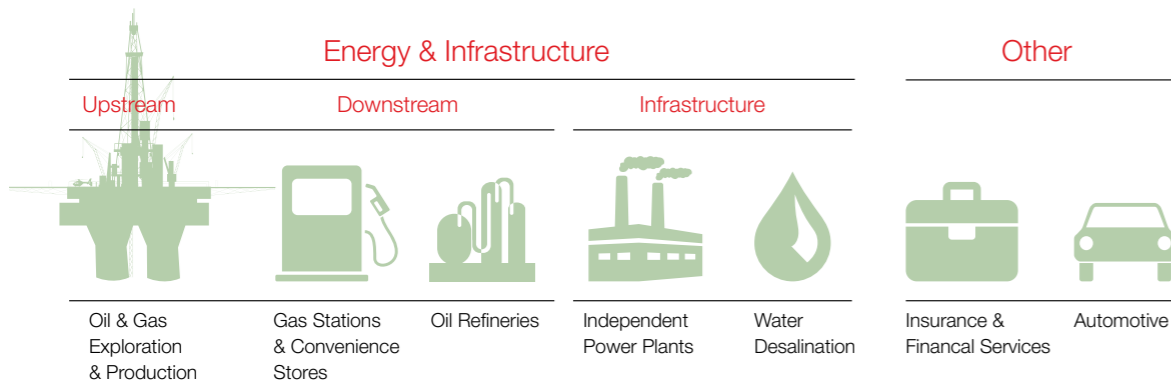 Energy & Infrastructure
Other
Upstream
Downstream
Infrastructure
Oil & Gas
Exploration
& Production
Gas Stations
& Convenience
Stores
Oil Refineries
Independent
Power Plants
Water
Desalination
Insurance &
Financal Services
Automotive